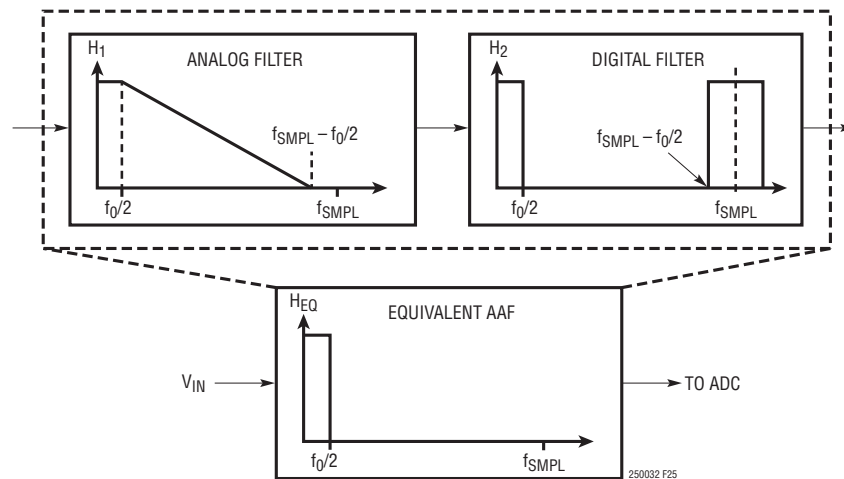 H1
ANALOG FILTER
fSMPL – f0/2
f0/2
fSMPL
H2
DIGITAL FILTER
fSMPL – f0/2
f0/2
fSMPL
HEQ
EQUIVALENT AAF
VIN
TO ADC
f0/2
fSMPL
250032 F25